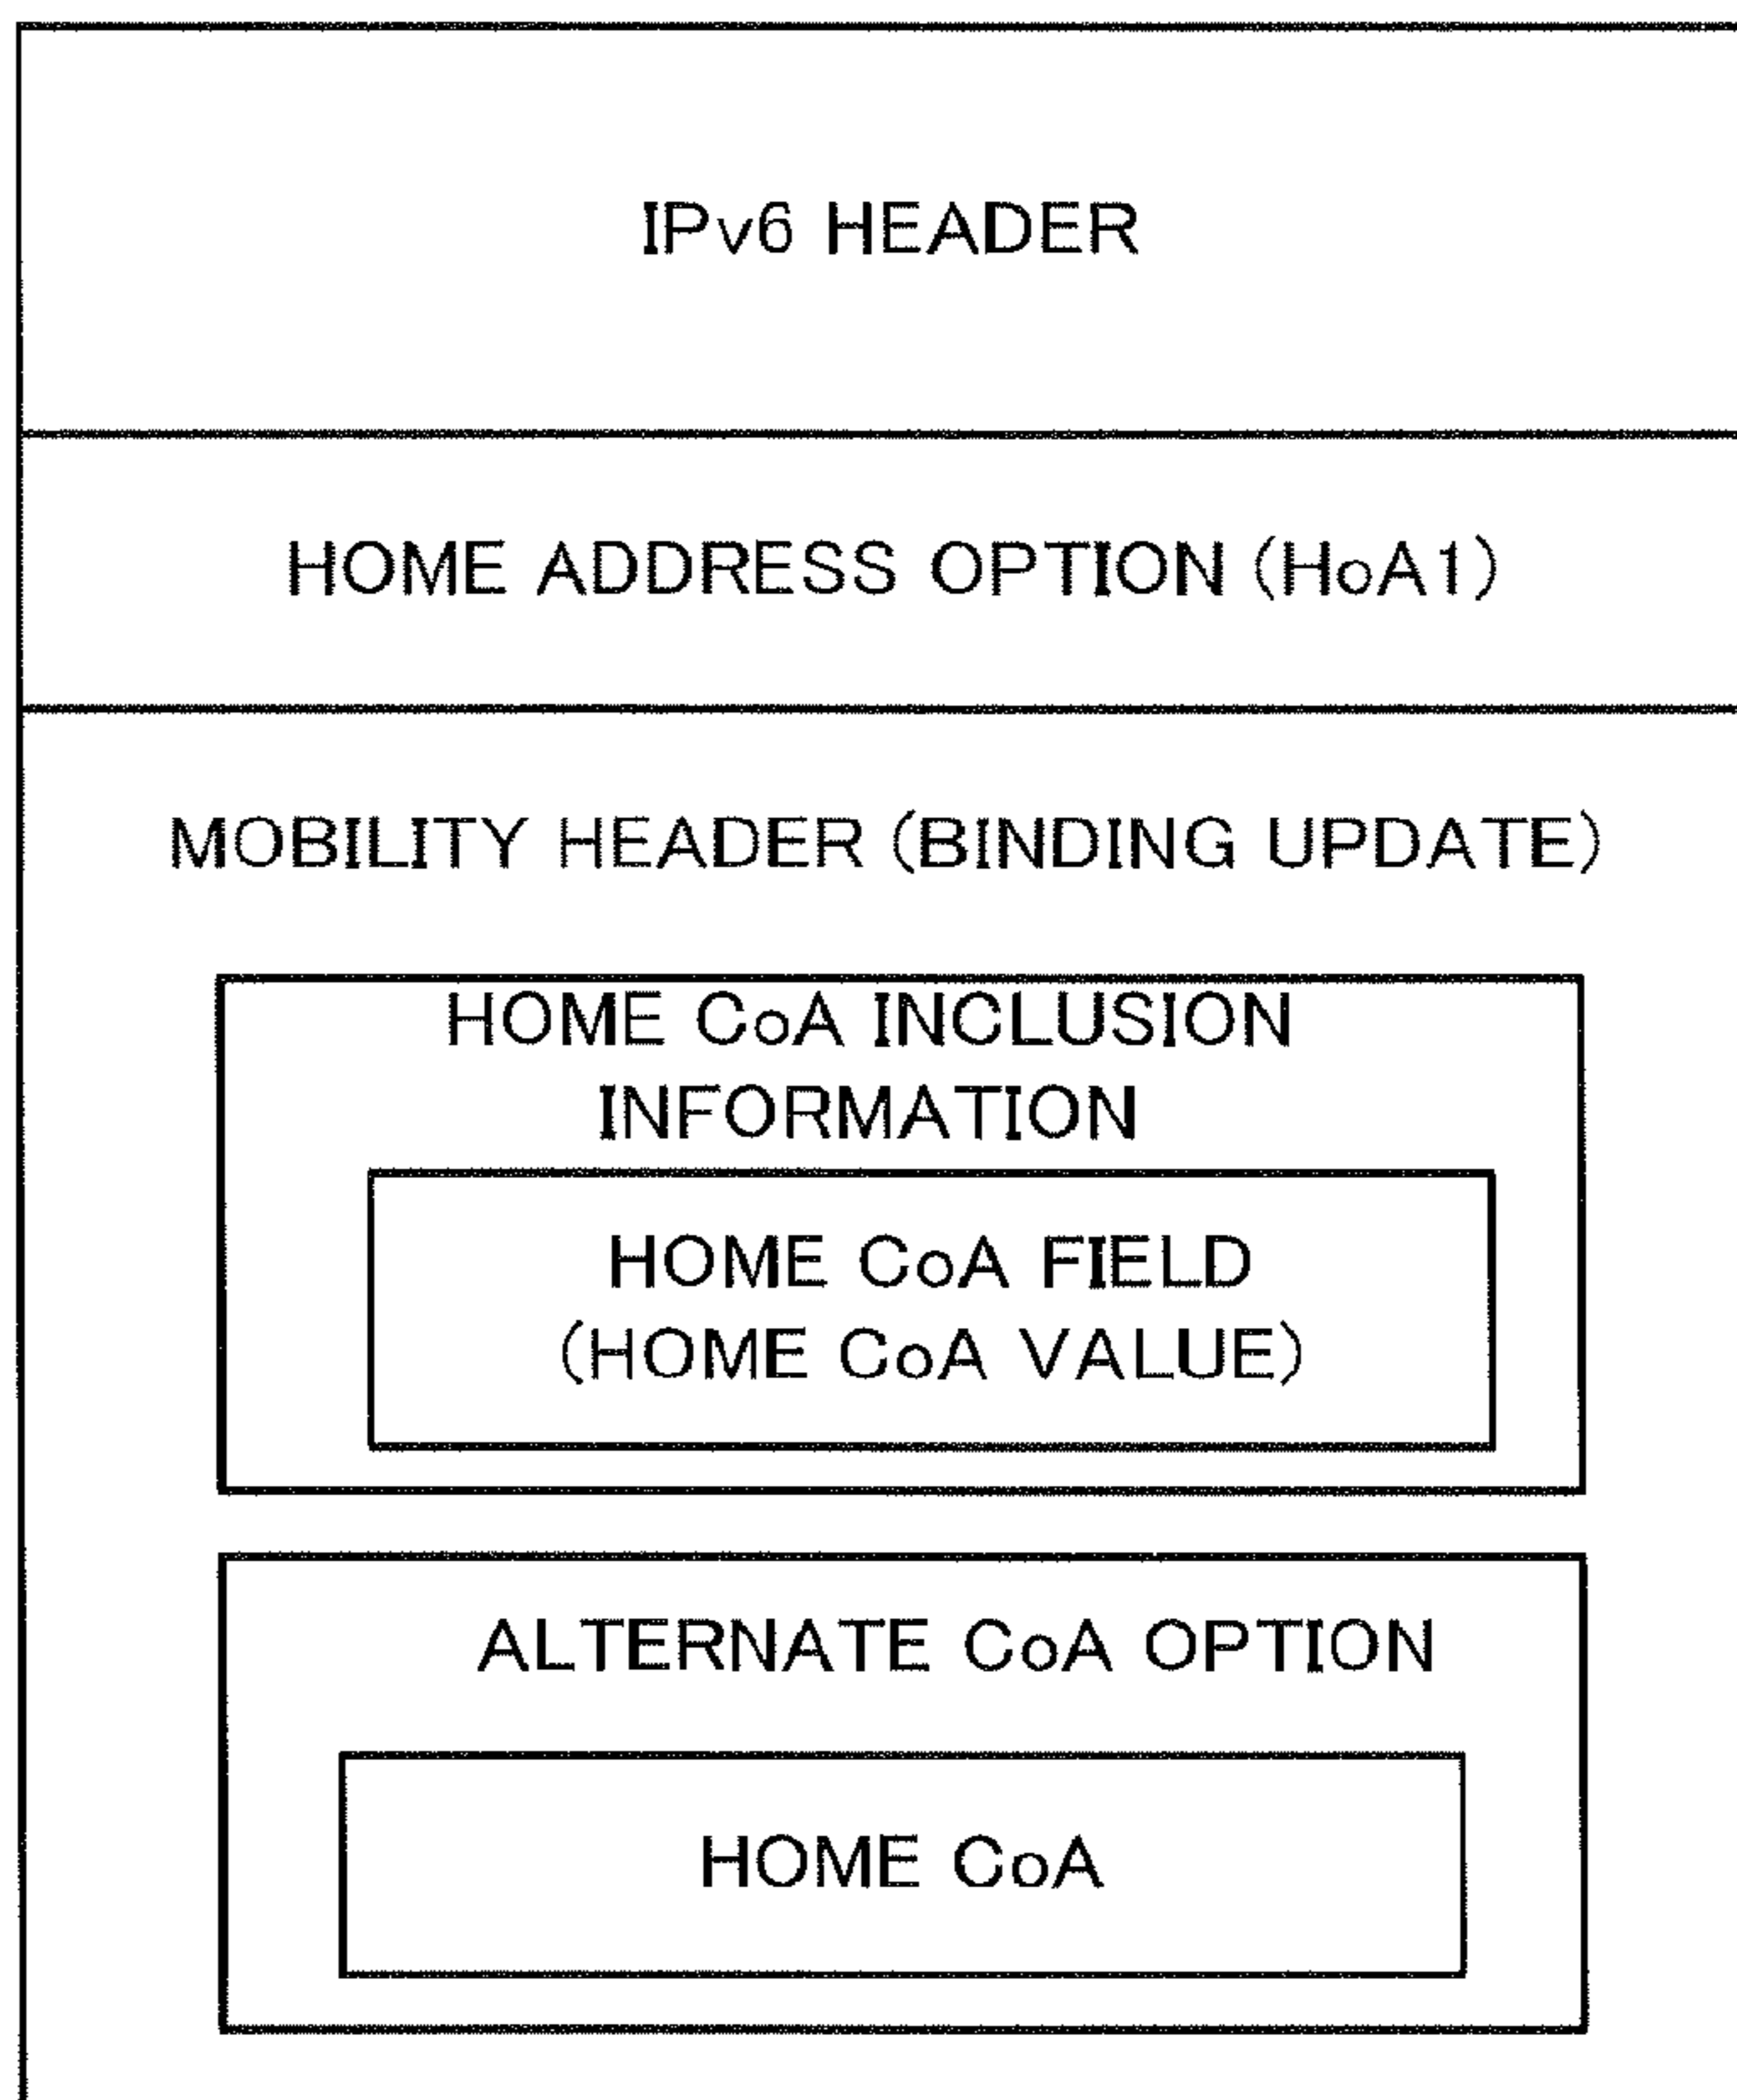 IPv6 HEADER
HOME ADDRESS OPTION (HoA1)
MOBILITY HEADER (BINDING UPDATE)
HOME CoA INCLUSION
INFORMATION
HOME CoA FIELD
(HOME CoA VALUE)
ALTERNATE CoA OPTION
HOME CoA